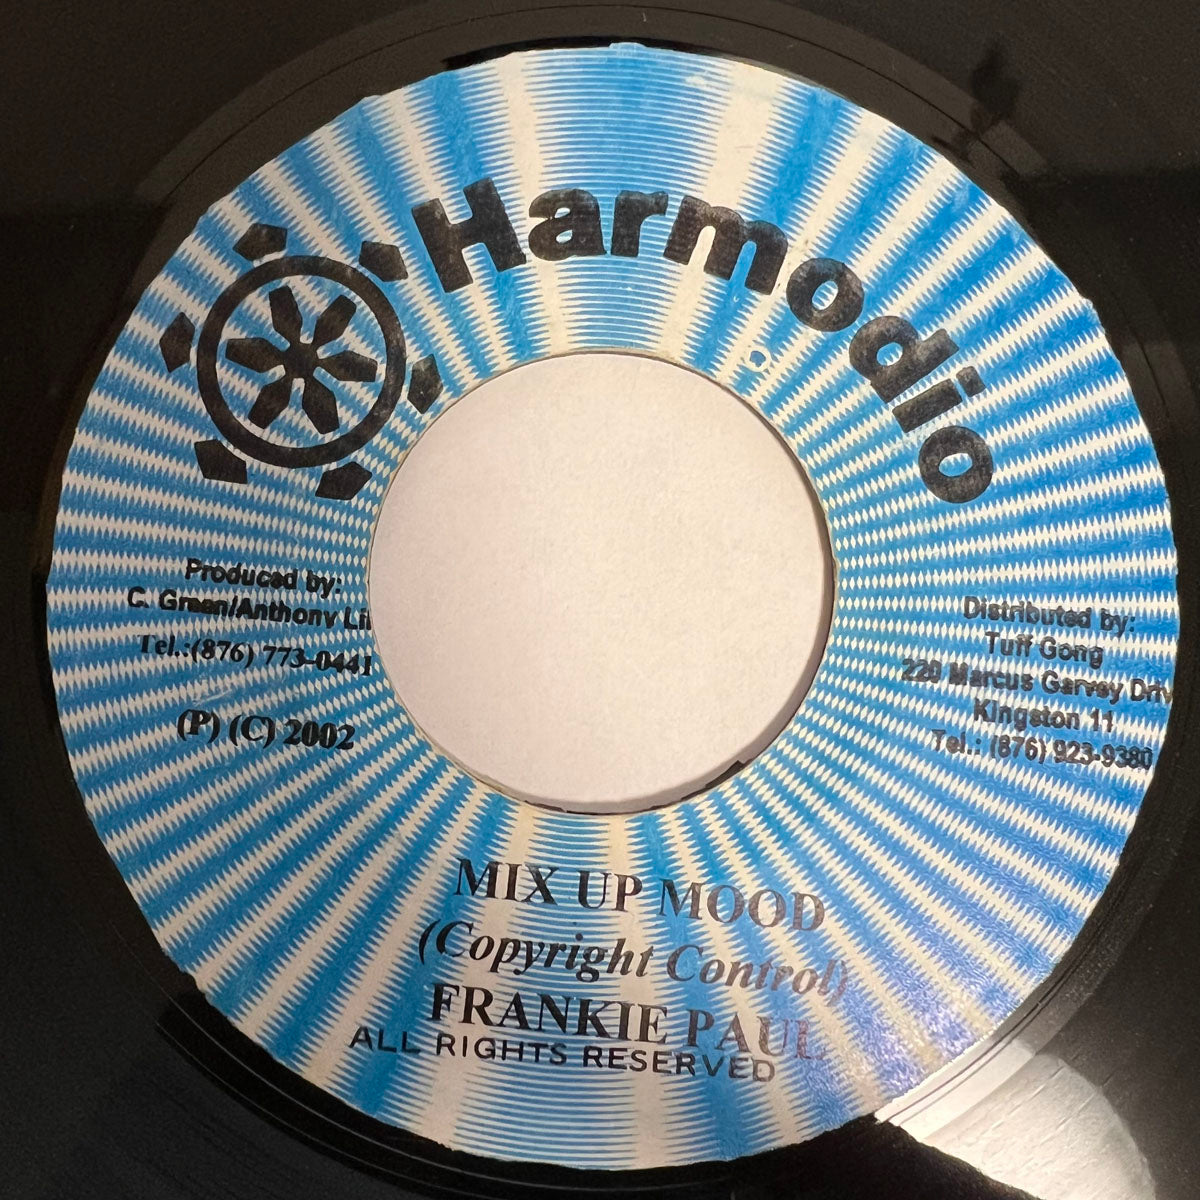 Harmodio
Produced by:
C. Green/Anthony
Tel.:(876) 773-0441
(P) (C) 2002
Distributed by:
Tuff Gong
220 Marcus Garvey Driv
Kingston 11
Tel.: (876) 923-9380
MIX UP MOOD
(Copyright Control)
FRANKIE PAUL
ALL RIGHTS RESERVED